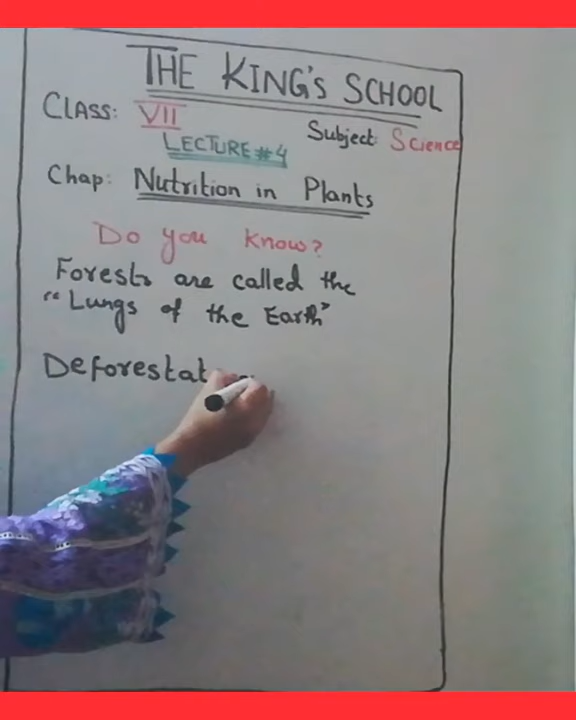 THE KING'S SCHOOL
CLASS: VII
Subject: Science
LECTURE #4
Chap: Nutrition in Plants
Do you know?
Forests are called the
"Lungs of the Earth"
Deforestat